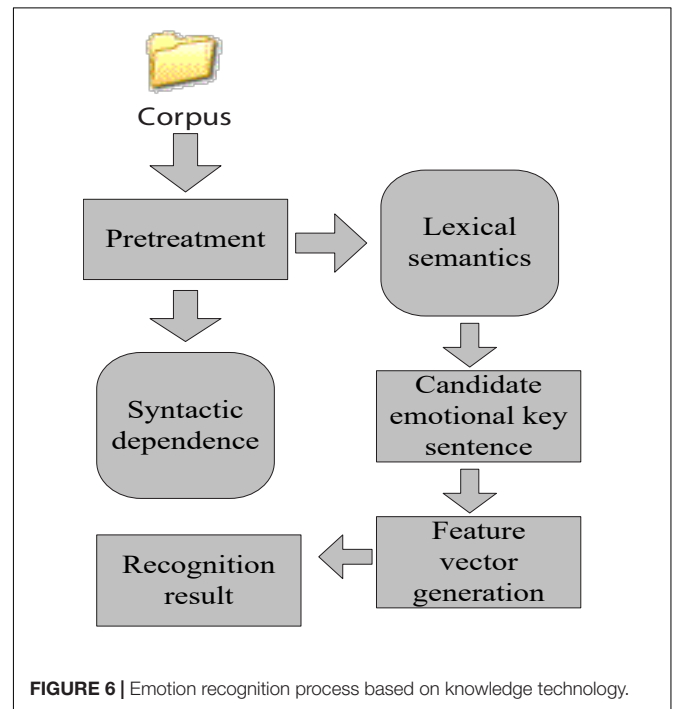 Corpus
Pretreatment
Lexical
semantics
Syntactic
dependence
Candidate
emotional key
sentence
Feature
vector
generation
Recognition
result
FIGURE 6 | Emotion recognition process based on knowledge technology.